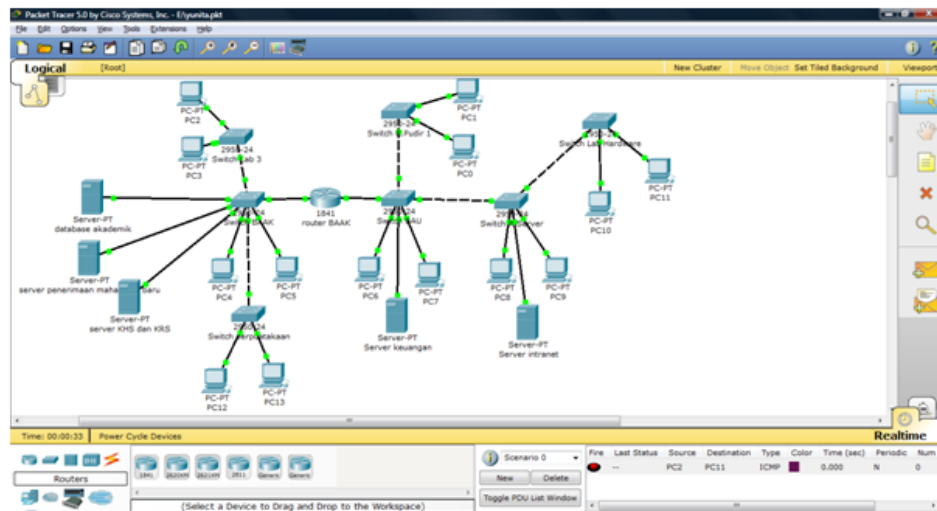 Packet Tracer 5.0 by Cisco Systems, Inc. - E:\yunita.pkt
File Edit Options View Tools Extensions Help
Logical [Root] New Cluster Move Object Set Tiled Background Viewport
PC-PT
PC2
PC-PT
PC3
2950-24
Switch Lab 3
2950-24
Switch Pudir 1
PC-PT
PC1
PC-PT
PC0
Switch Lab Hardware
PC-PT
PC10
PC-PT
PC11
Server-PT
database akademik
Server-PT
server penerimaan baru
Server-PT
server KHS dan KRS
Switch BAAK
1841
router BAAK
Switch
PC-PT
PC4
PC-PT
PC5
PC-PT
PC6
PC-PT
PC7
Server-PT
Server keuangan
PC-PT
PC8
PC-PT
PC9
Server-PT
Server intranet
2950-24
Switch
PC-PT
PC12
PC-PT
PC13
Time: 00:00:33 Power Cycle Devices Realtime
Routers
1841 2620XM 2621XM 2811 Generic Generic
(Select a Device to Drag and Drop to the Workspace)
Scenario 0
New Delete
Toggle PDU List Window
Fire Last Status Source Destination Type Color Time (sec) Periodic Num
-- PC2 PC11 ICMP 0.000 N 0